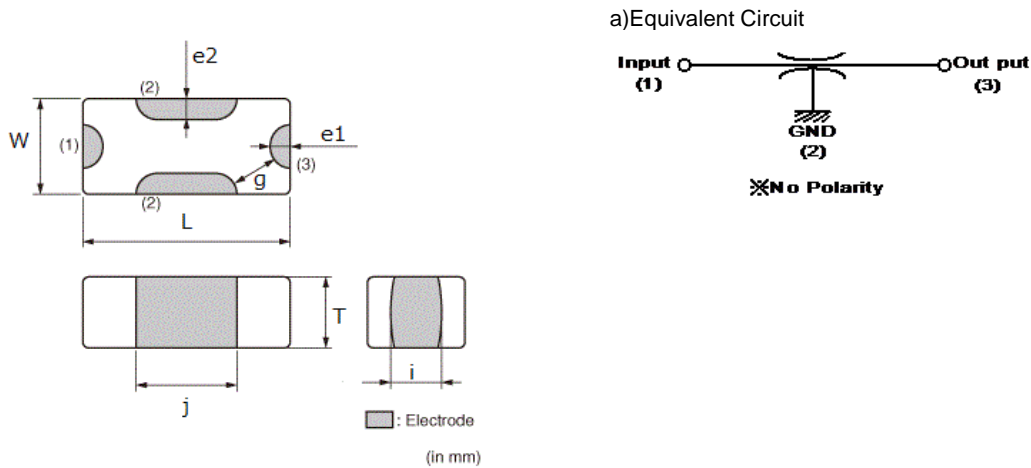 a)Equivalent Circuit
e2
(2)
W
(1)
e1
(3)
g
(2)
L
T
j
i
: Electrode
(in mm)
Input
(1)
Out put
(3)
GND
(2)
※No Polarity